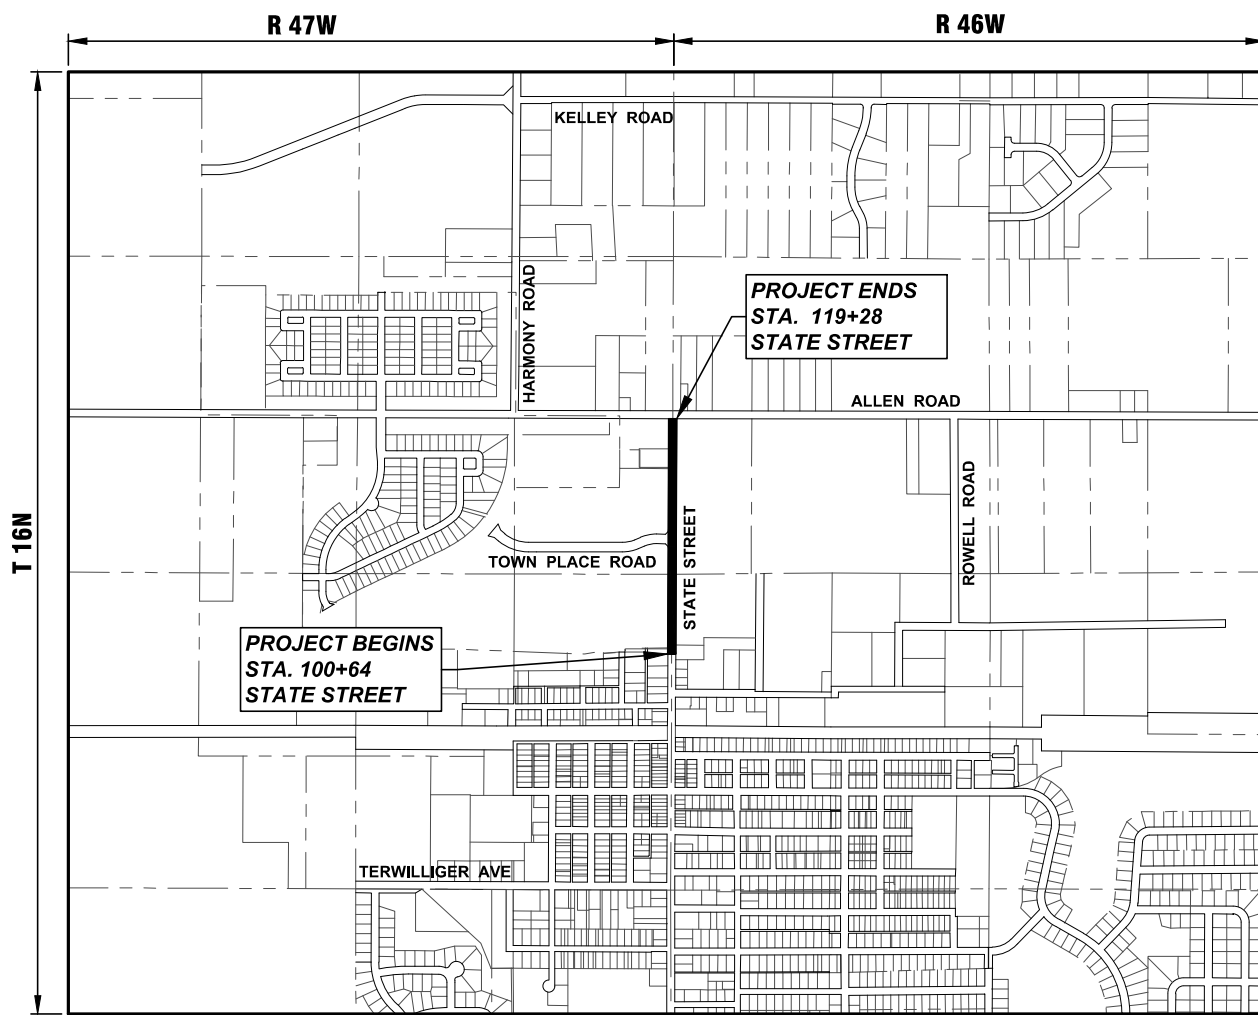 R 47W
R 46W
KELLEY ROAD
HARMONY ROAD
PROJECT ENDS
STA. 119+28
STATE STREET
ALLEN ROAD
ROWELL ROAD
T 16N
STATE STREET
TOWN PLACE ROAD
PROJECT BEGINS
STA. 100+64
STATE STREET
TERWILLIGER AVE